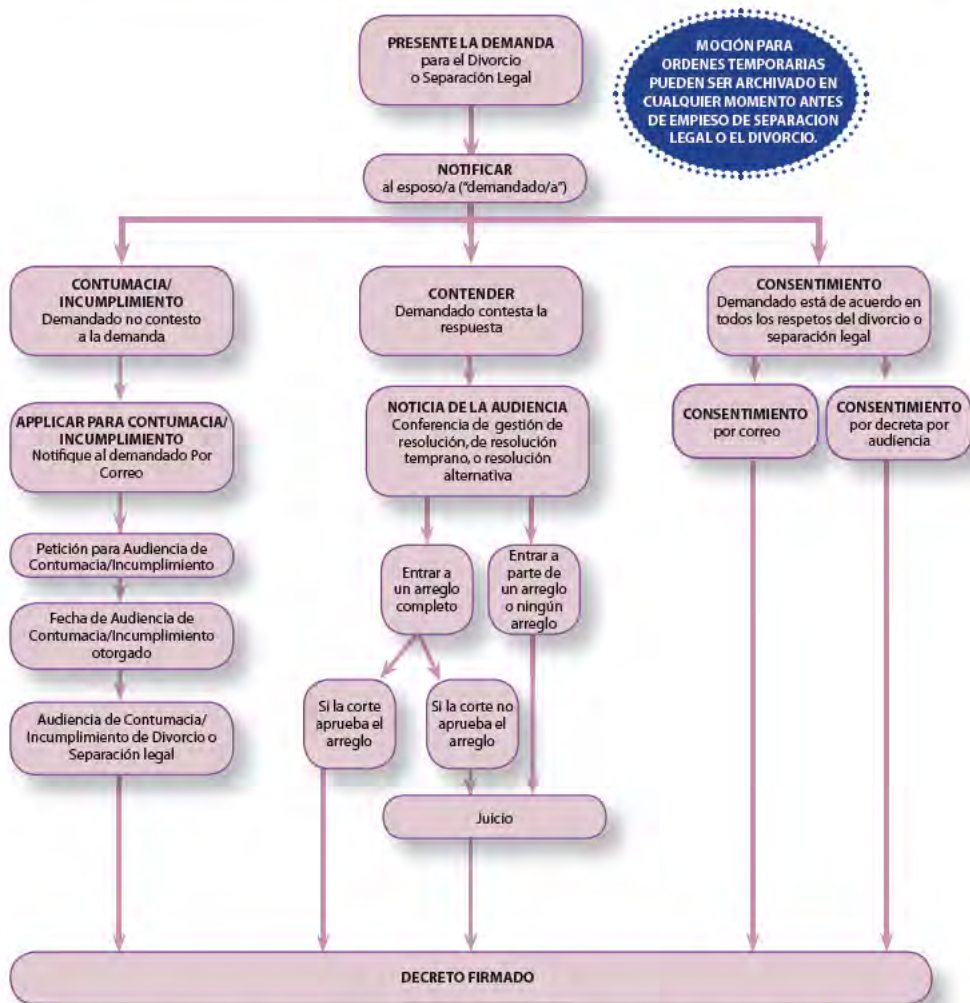 PRESENTE LA DEMANDA
para el Divorcio
o Separación Legal
MOCIÓN PARA
ORDENES TEMPORARIAS
PUEDEN SER ARCHIVADO EN
CUALQUIER MOMENTO ANTES
DE EMPIESO DE SEPARACION
LEGAL O EL DIVORCIO.
NOTIFICAR
al esposo/a ("demandado/a")
CONTUMACIA/
INCUMPLIMIENTO
Demandado no contesto
a la demanda
CONTENDER
Demandado contesta la
respuesta
CONSENTIMIENTO
Demandado está de acuerdo en
todos los respetos del divorcio o
separación legal
APPLICAR PARA CONTUMACIA/
INCUMPLIMIENTO
Notifique al demandado Por
Correo
NOTICIA DE LA AUDIENCIA
Conferencia de gestión de
resolución, de resolución
temprano, o resolución
alternativa
CONSENTIMIENTO
por correo
CONSENTIMIENTO
por decreta por
audiencia
Petición para Audiencia de
Contumacia/Incumplimiento
Entrar a
un arreglo
completo
Entrar a
parte de
un arreglo
o ningún
arreglo
Fecha de Audiencia de
Contumacia/Incumplimiento
otorgado
Audiencia de Contumacia/
Incumplimiento de Divorcio o
Separación legal
Si la corte
aprueba el
arreglo
Si la corte no
aprueba el
arreglo
Juicio
DECRETO FIRMADO